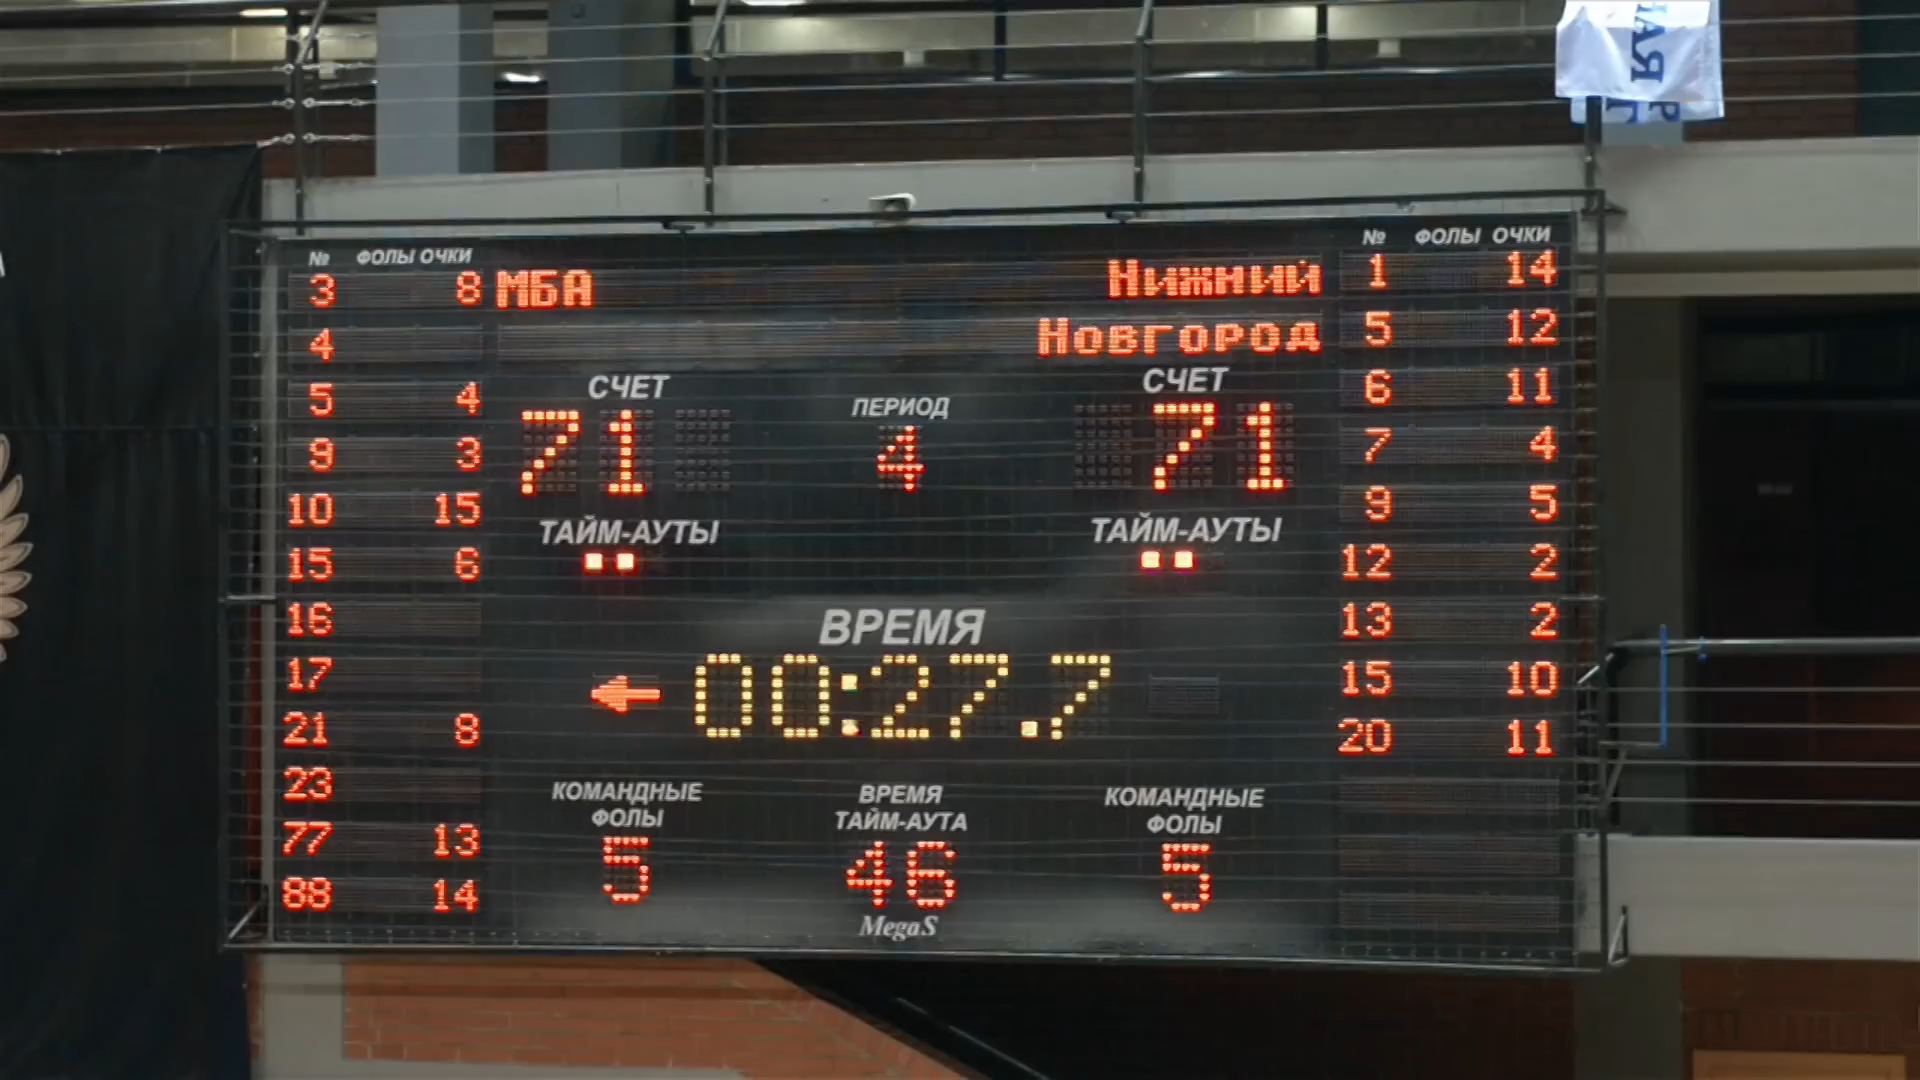 № ФОЛЫ ОЧКИ
3 8
4
5 4
9 3
10 15
15 6
16
17
21 8
23
77 13
88 14
МБА
Нижний
Новгород
СЧЕТ
71
ПЕРИОД
4
СЧЕТ
71
ТАЙМ-АУТЫ
ТАЙМ-АУТЫ
ВРЕМЯ
00:27.7
КОМАНДНЫЕ
ФОЛЫ
5
ВРЕМЯ
ТАЙМ-АУТА
46
MegaS
КОМАНДНЫЕ
ФОЛЫ
5
№ ФОЛЫ ОЧКИ
1 14
5 12
6 11
7 4
9 5
12 2
13 2
15 10
20 11